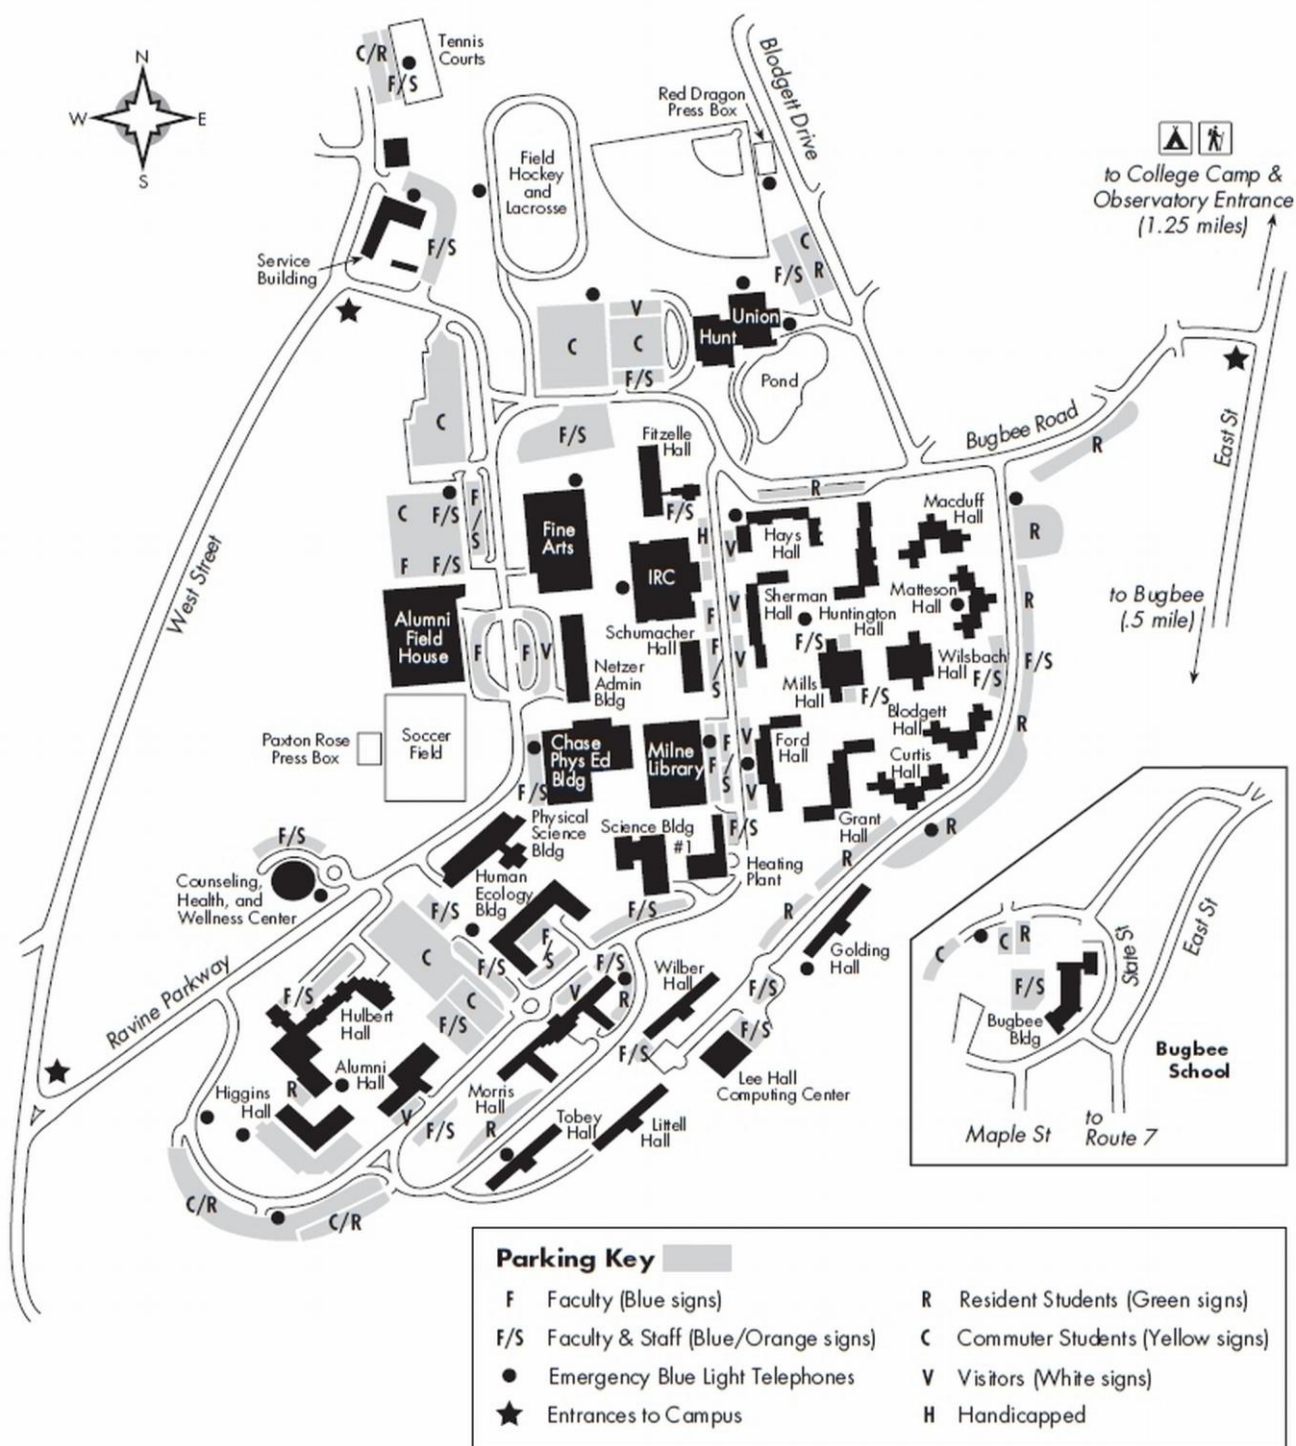 N
W
E
S
C/R
F/S
Tennis
Courts
Blodgett Drive
Red Dragon
Press Box
Field
Hockey
and
Lacrosse
to College Camp &
Observatory Entrance
(1.25 miles)
F/S
Service
Building
C
F/S
R
V
C
C
F/S
Union
Hunt
Pond
Bugbee Road
R
East St
C
F/S
Fitzelle
Hall
F/S
R
Macduff
Hall
West Street
C
F/S
F
F/S
F
/
S
Fine
Arts
H
V
Hays
Hall
R
IRC
Sherman
Hall
Huntington
Hall
Matteson
Hall
R
to Bugbee
(.5 mile)
Alumni
Field
House
F
F
V
Schumacher
Hall
Netzer
Admin
Bldg
F
V
F
/
S
V
F/S
Mills
Hall
F/S
Wilsbach
Hall
F/S
F/S
Blodgett
Hall
R
Paxton Rose
Press Box
Soccer
Field
Chase
Phys Ed
Bldg
F/S
Milne
Library
F
V
F
/
S
V
Ford
Hall
Curtis
Hall
Grant
Hall
R
R
F/S
Counseling,
Health, and
Wellness Center
Physical
Science
Bldg
Science Bldg
#1
F/S
Heating
Plant
Human
Ecology
Bldg
F/S
F/S
R
Golding
Hall
C
F
/
S
F/S
F/S
V
R
Wilber
Hall
F/S
F/S
Ravine Parkway
F/S
Hulbert
Hall
C
F/S
F/S
Lee Hall
Computing Center
Alumni
Hall
Higgins
Hall
R
V
F/S
Morris
Hall
R
Tobey
Hall
Littell
Hall
C/R
C/R
C
C
R
F/S
Bugbee
Bldg
State St
East St
Bugbee
School
Maple St
to
Route 7
Parking Key
F Faculty (Blue signs)
F/S Faculty & Staff (Blue/Orange signs)
Emergency Blue Light Telephones
Entrances to Campus
R Resident Students (Green signs)
C Commuter Students (Yellow signs)
V Visitors (White signs)
H Handicapped